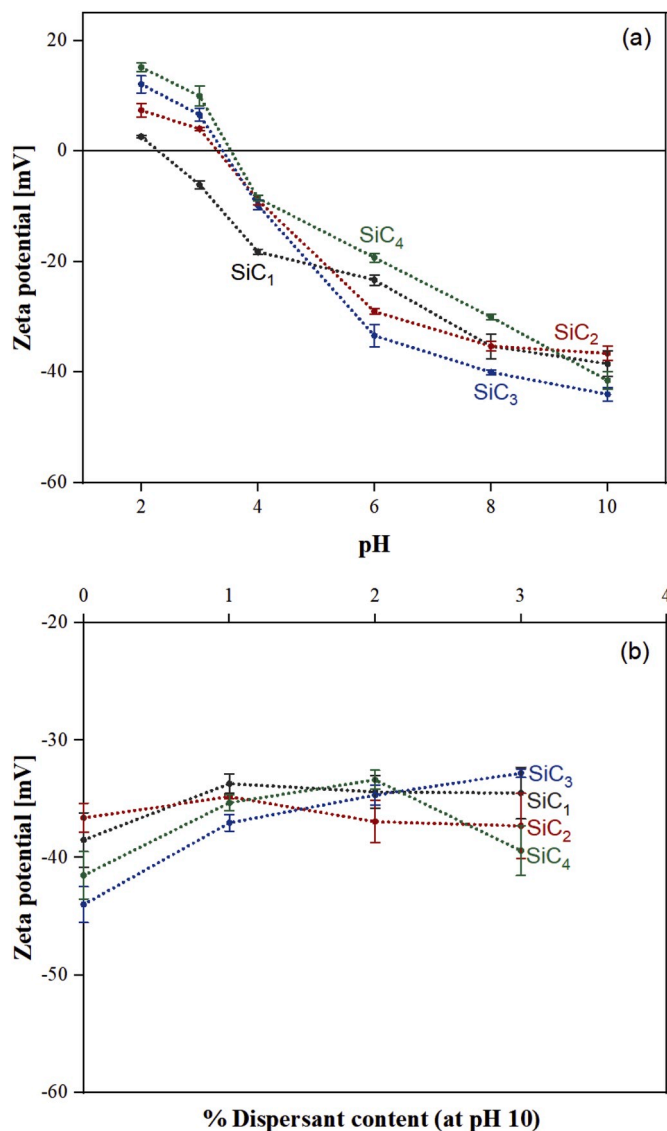 (a)
Zeta potential [mV]
20
0
-20
-40
-60
SiC₁
SiC₄
SiC₂
SiC₃
2 4 6 8 10
pH
0 1 2 3 4
(b)
Zeta potential [mV]
-20
-30
-40
-50
-60
SiC₃
SiC₁
SiC₂
SiC₄
% Dispersant content (at pH 10)